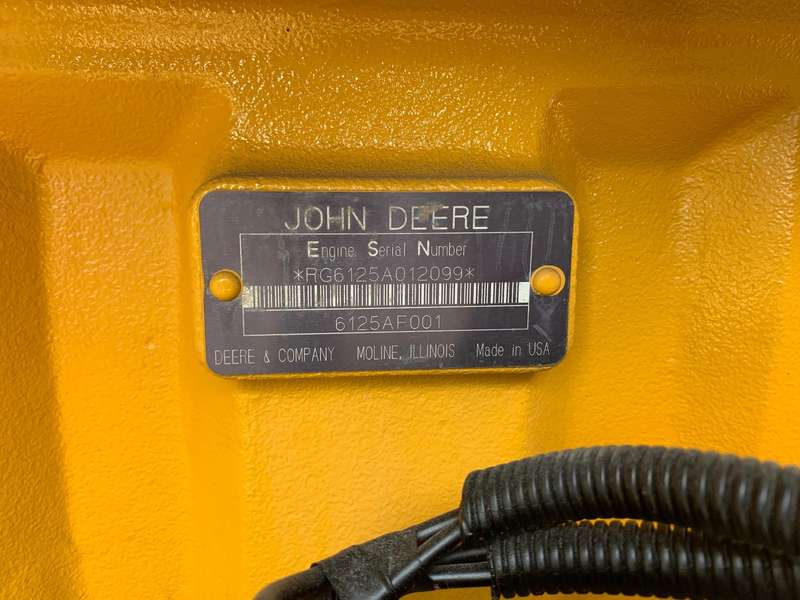 JOHN DEERE
Engine Serial Number
*RG6125A012099*
6125AF001
DEERE & COMPANY MOLINE, ILLINOIS Made in USA